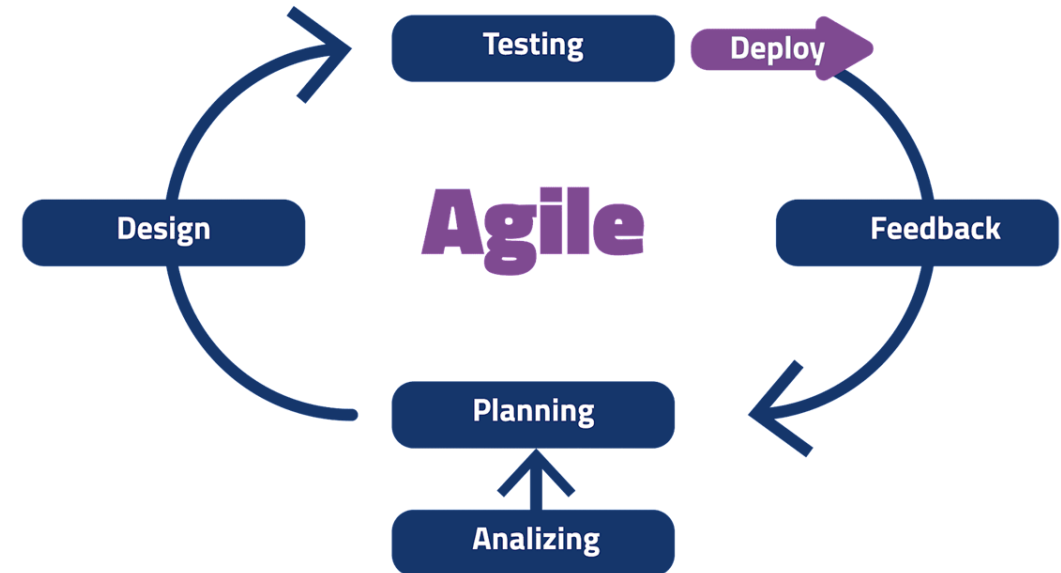 Testing
Deploy
Agile
Design
Feedback
Planning
Analizing